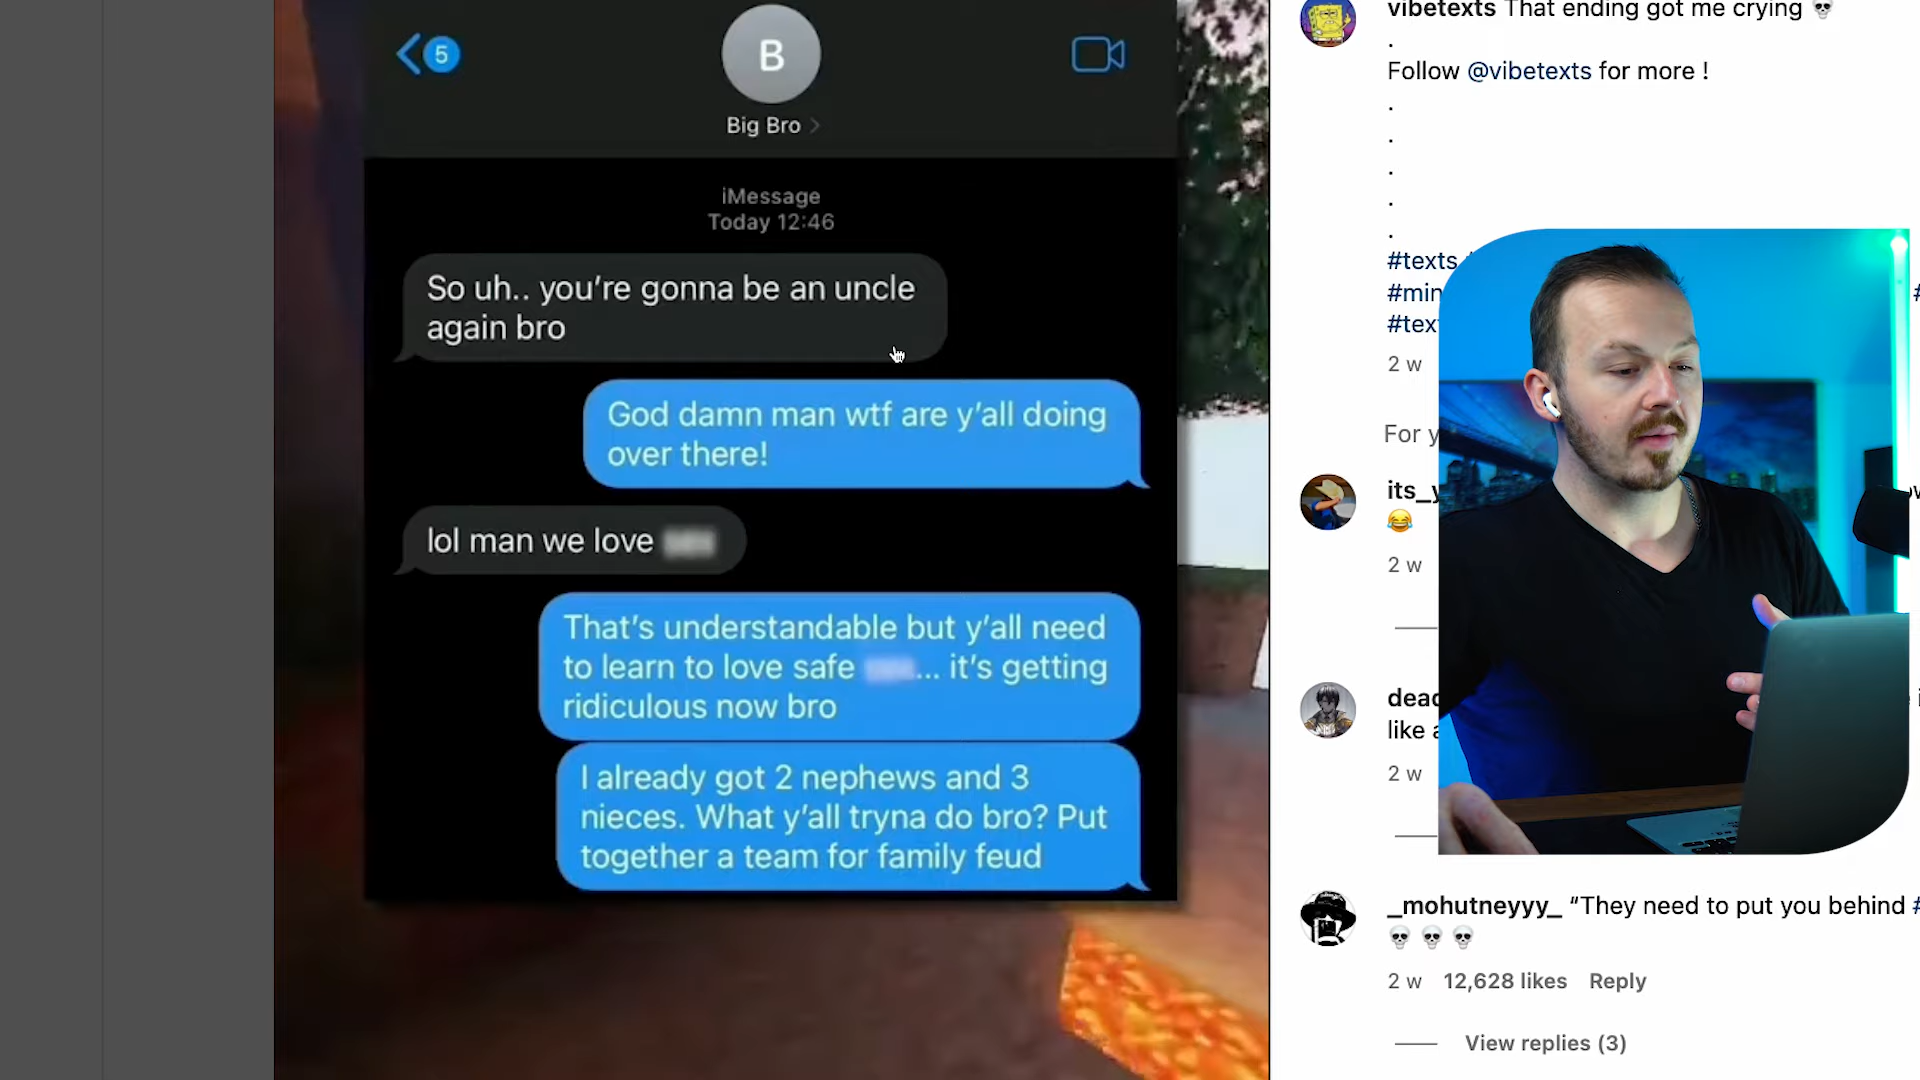 5
B
Big Bro
iMessage
Today 12:46
So uh.. you're gonna be an uncle
again bro
God damn man wtf are y'all doing
over there!
lol man we love
That's understandable but y'all need
to learn to love safe ... it's getting
ridiculous now bro
I already got 2 nephews and 3
nieces. What y'all tryna do bro? Put
together a team for family feud
vibetexts That ending got me crying 💀
.
Follow @vibetexts for more !
.
.
.
.
.
#texts
#min
#tex
2 w
For y
its_y
😂
2 w
dead
like a
2 w
_mohutneyyy_ “They need to put you behind #
💀 💀 💀
2 w 12,628 likes Reply
View replies (3)